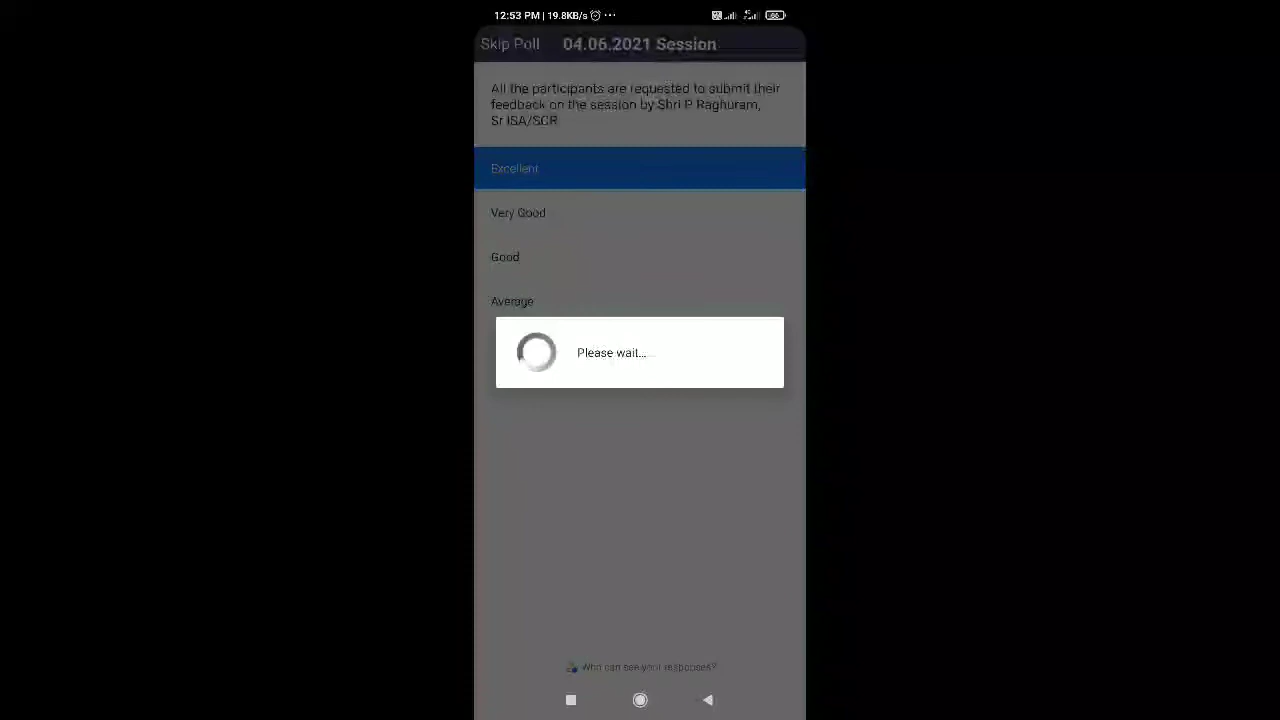 12:53 PM | 19.8KB/s ...
Skip Poll 04.06.2021 Session
All the participants are requested to submit their
feedback on the session by Shri P Raghuram,
Sr ISA/SCR
Excellent
Very Good
Good
Average
Please wait...
Who can see your responses?